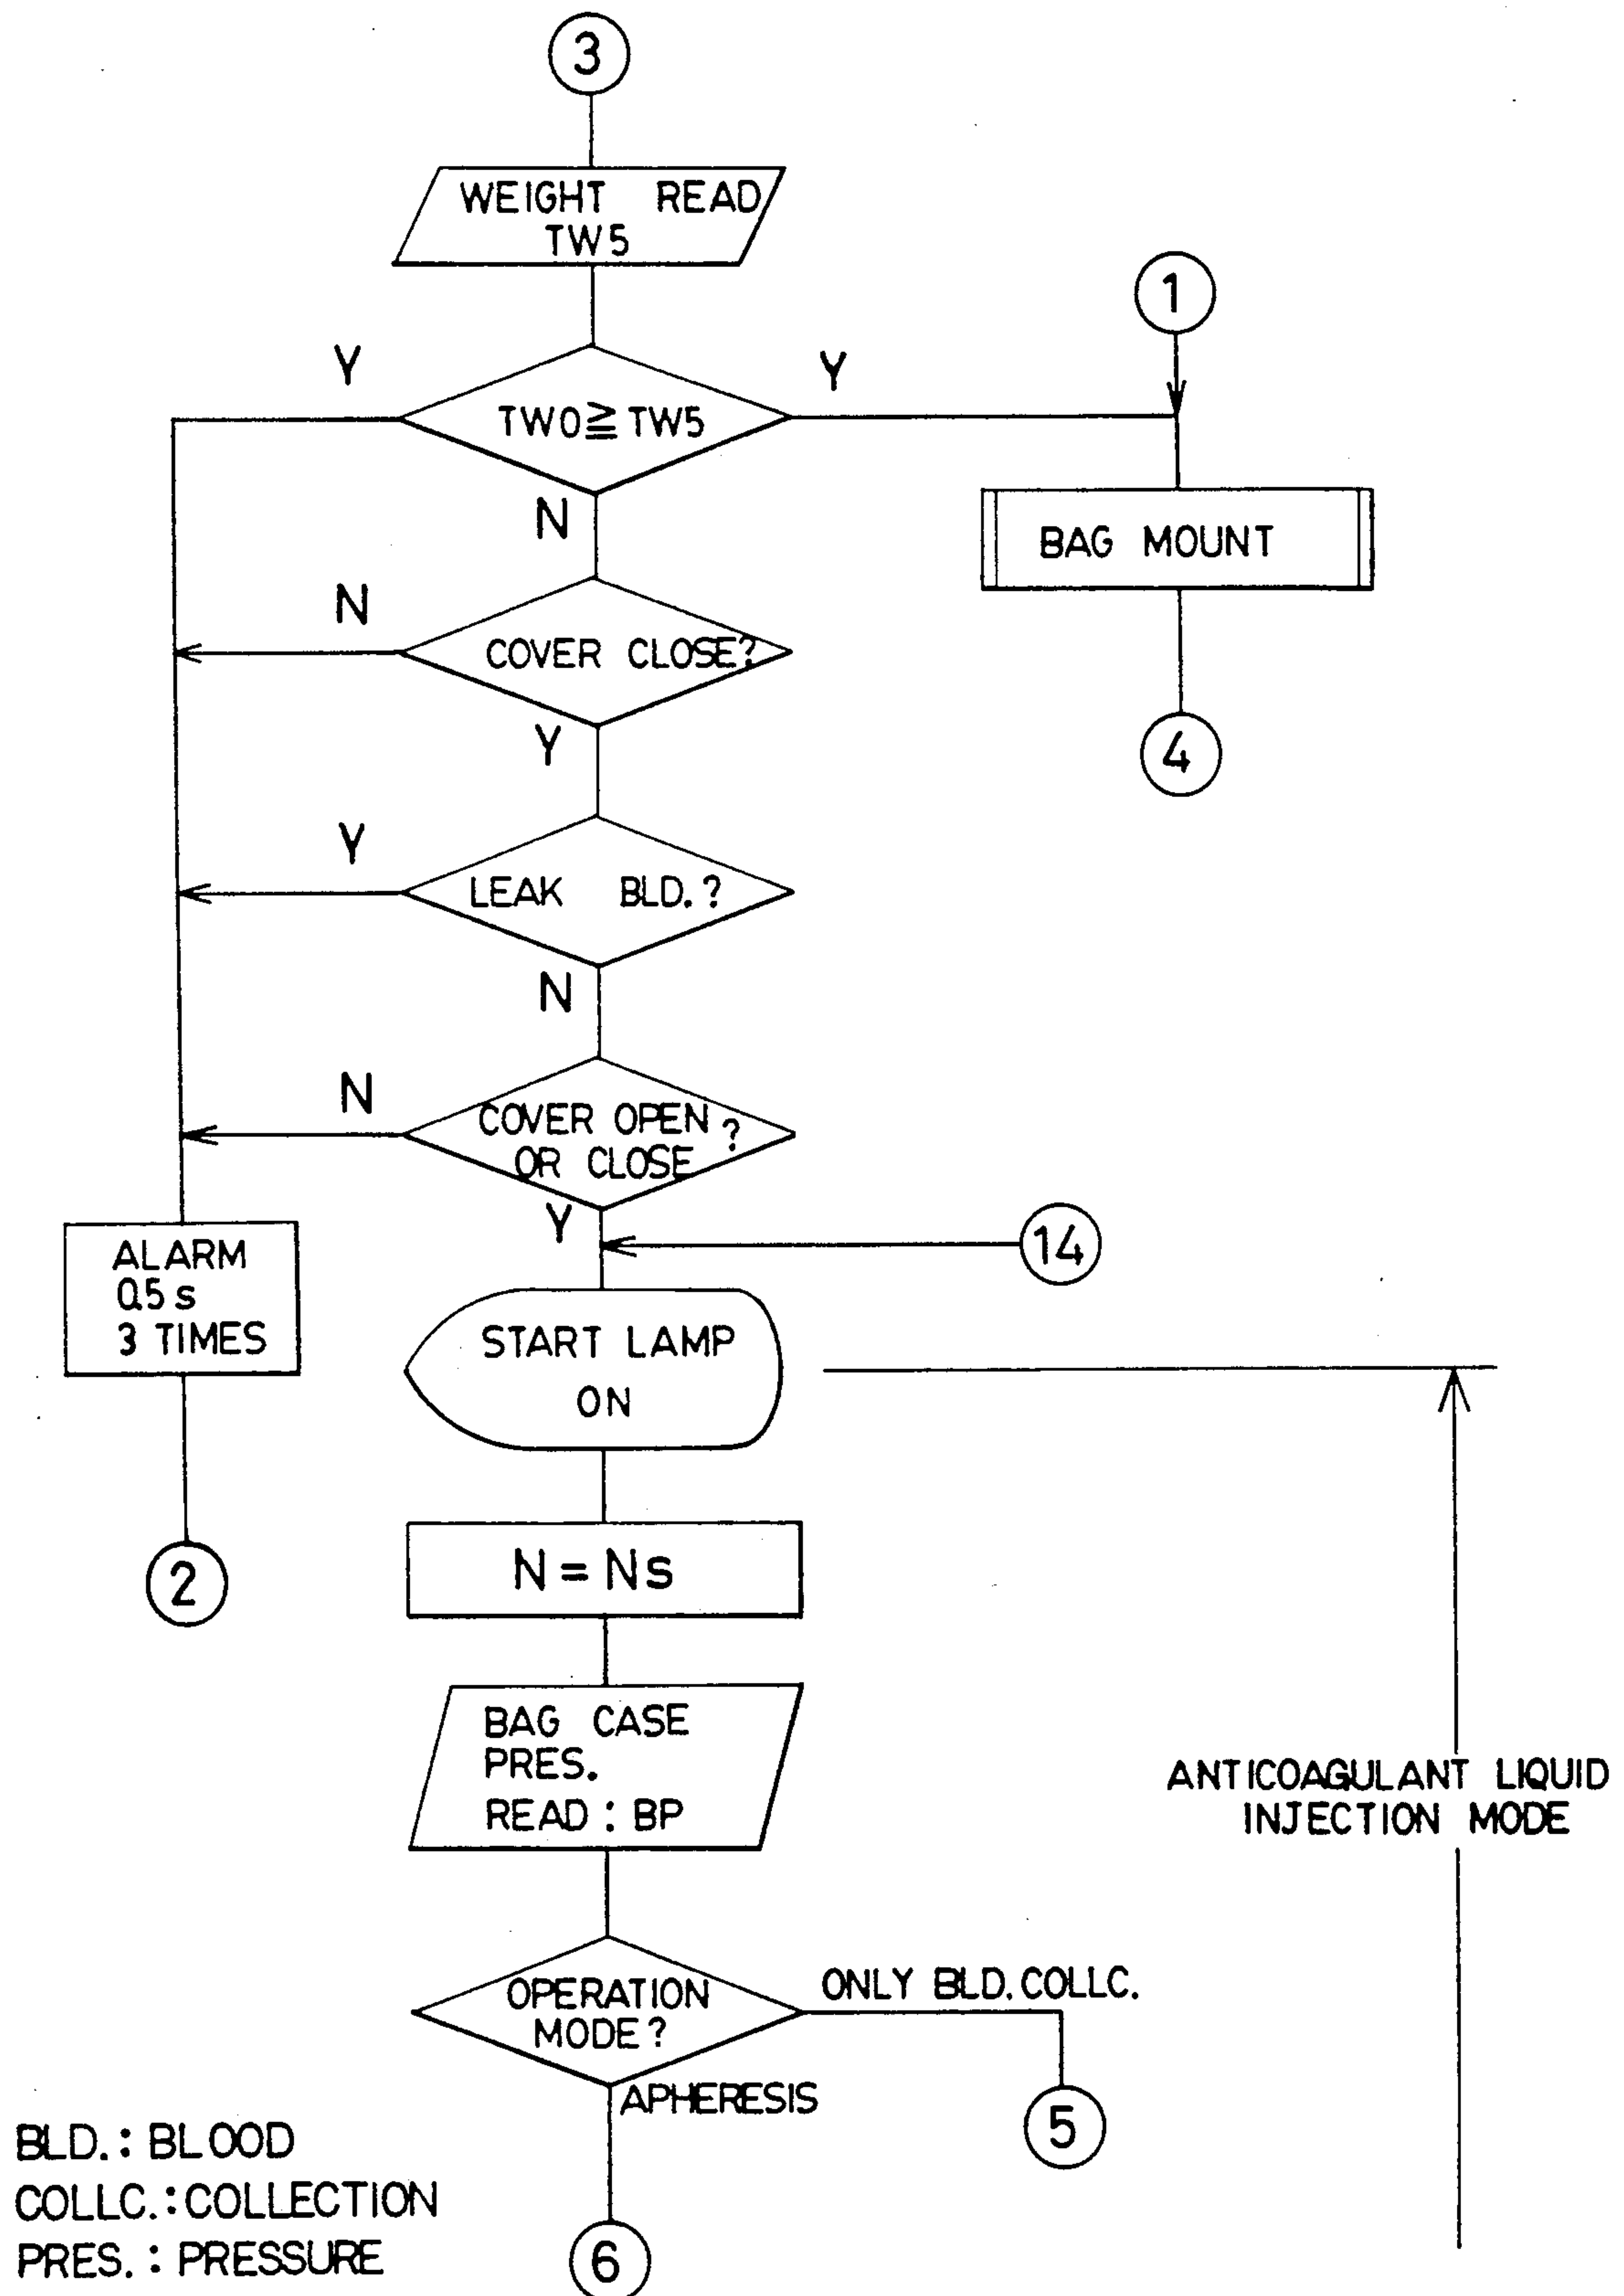 3
WEIGHT READ
TW5
1
Y
Y
TW0≧TW5
N
BAG MOUNT
N
COVER CLOSE?
Y
4
Y
LEAK BLD.?
N
N
COVER OPEN
OR CLOSE ?
Y
14
ALARM
0.5s
3 TIMES
START LAMP
ON
N=Ns
2
BAG CASE
PRES.
READ : BP
ANTICOAGULANT LIQUID
INJECTION MODE
OPERATION
MODE?
ONLY BLD. COLLC.
APHERESIS
5
6
BLD.: BLOOD
COLLC.: COLLECTION
PRES.: PRESSURE